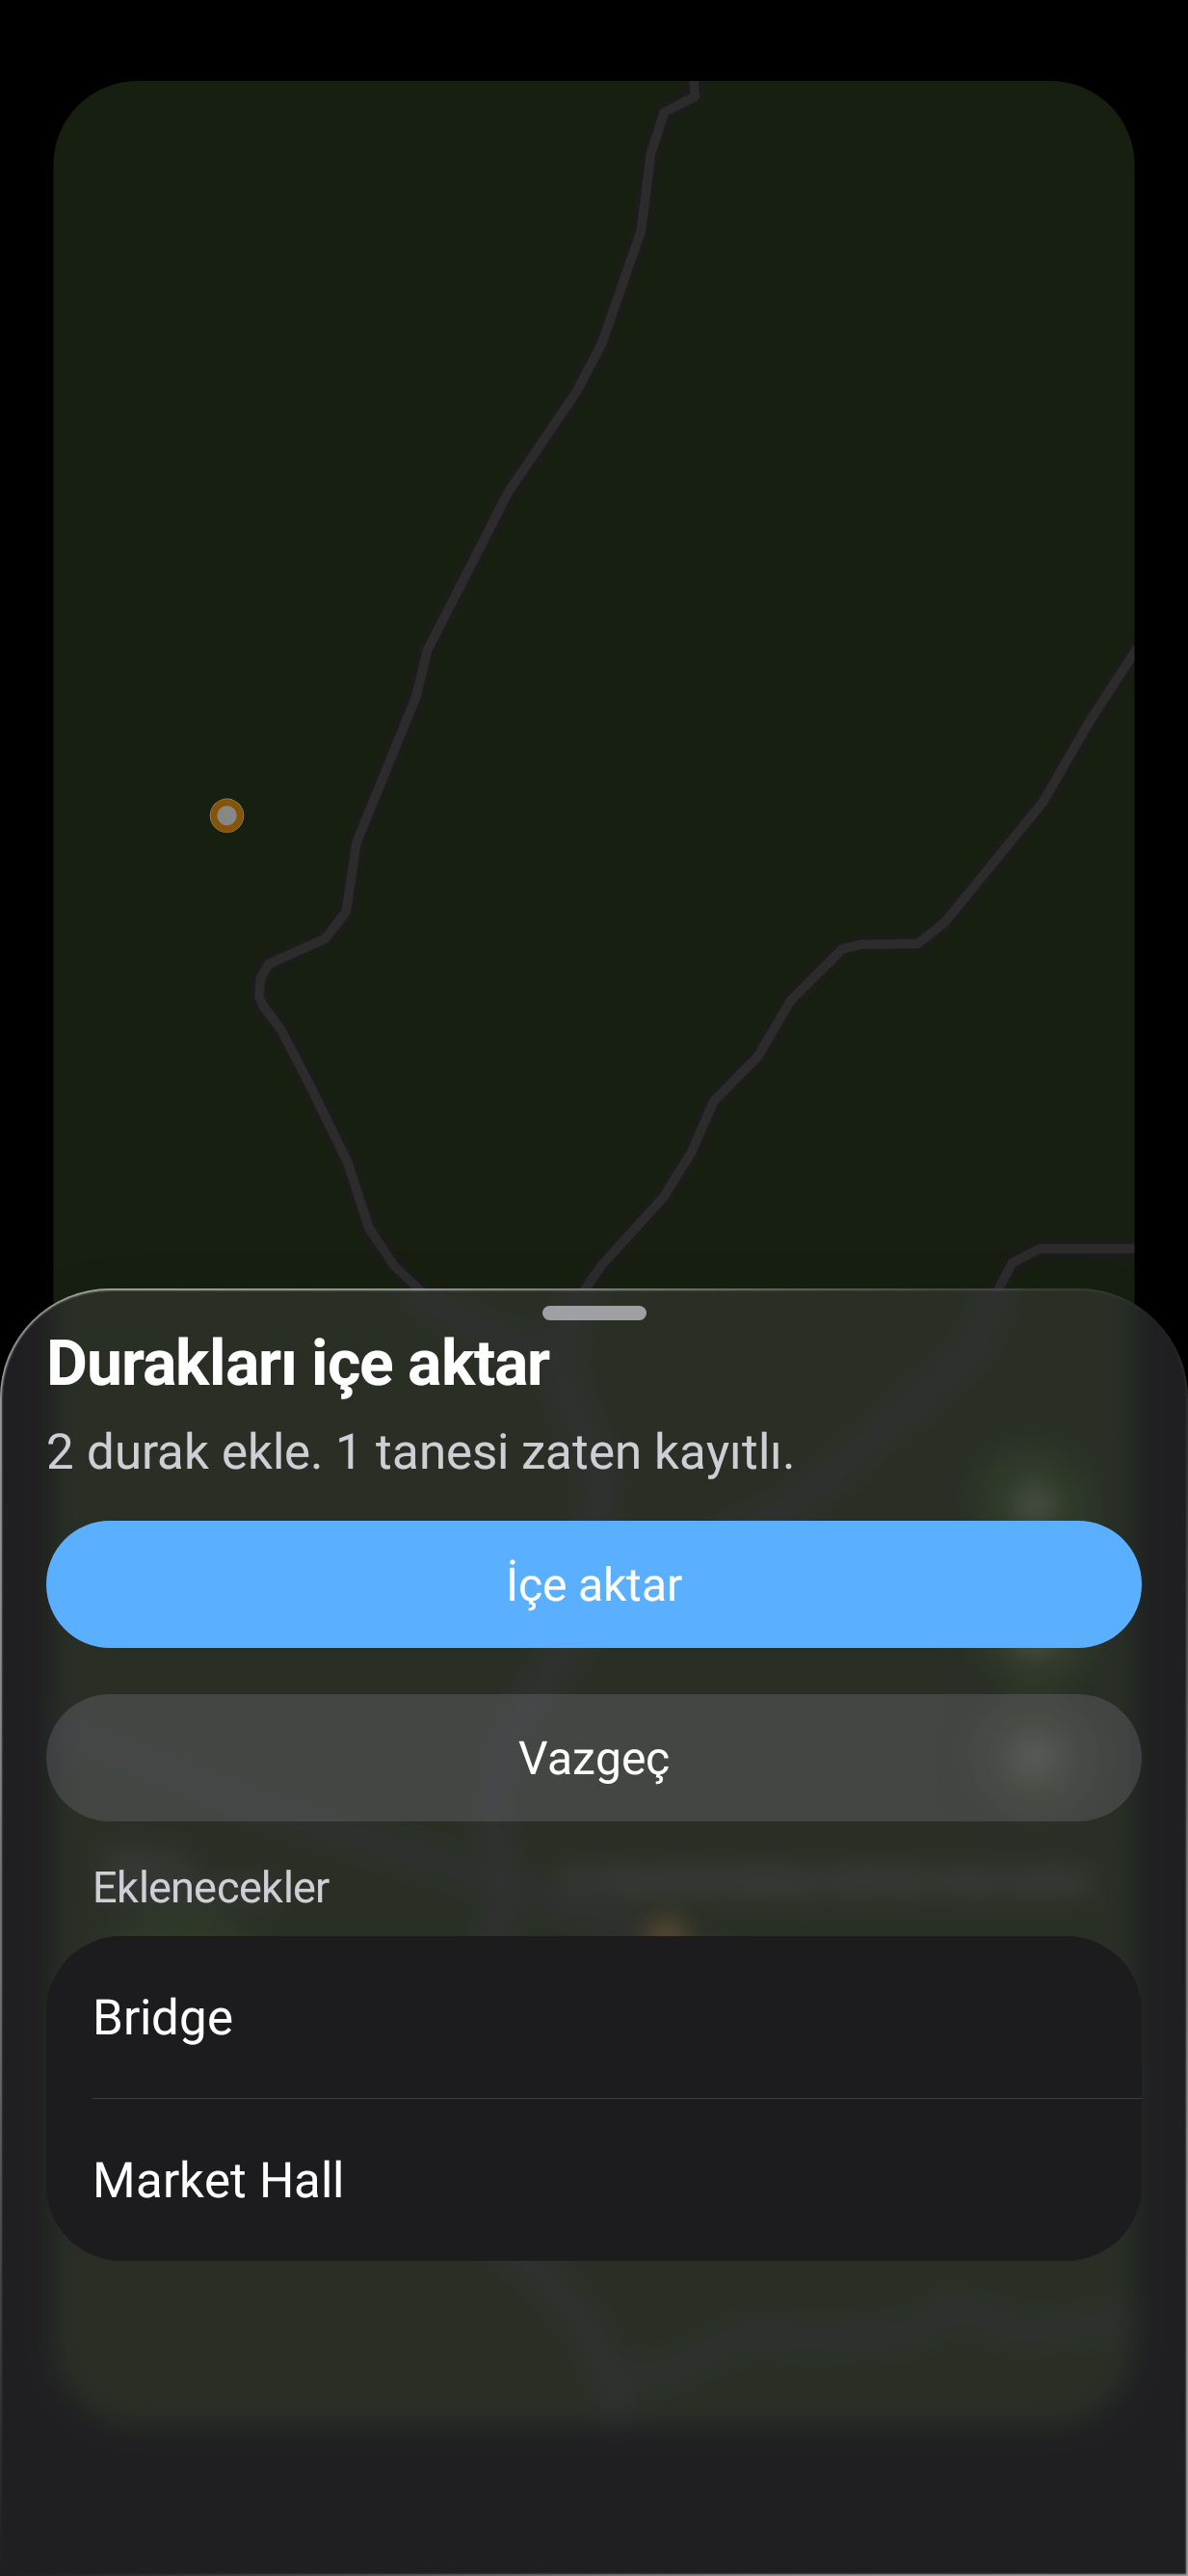 Durakları içe aktar
2 durak ekle. 1 tanesi zaten kayıtlı.
İçe aktar
Vazgeç
Eklenecekler
Bridge
Market Hall